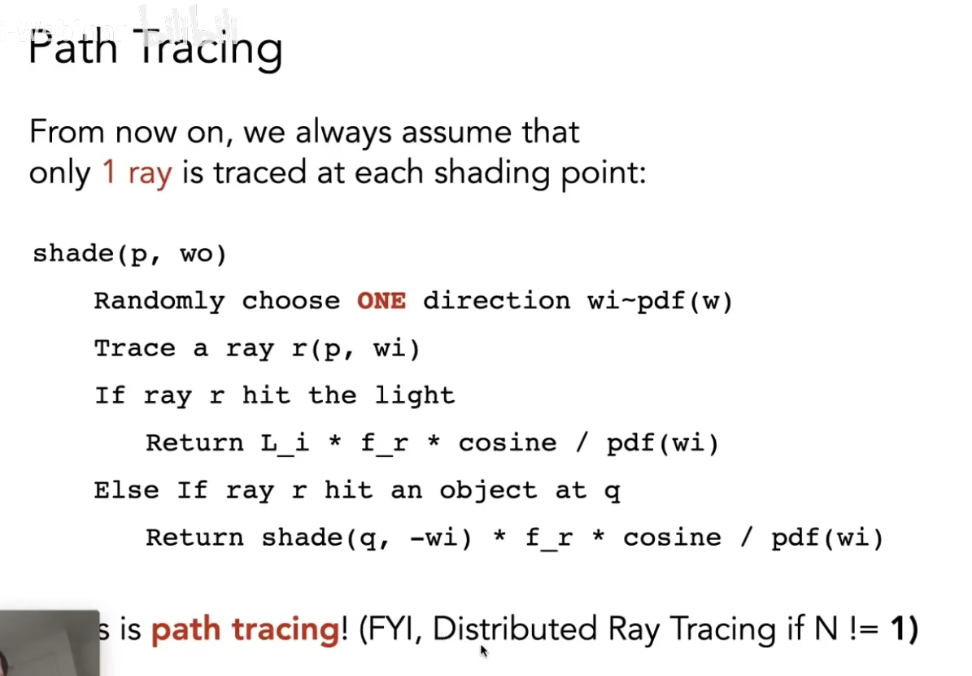 Path Tracing
From now on, we always assume that
only 1 ray is traced at each shading point:
shade(p, wo)
Randomly choose ONE direction wi~pdf(w)
Trace a ray r(p, wi)
If ray r hit the light
Return L_i * f_r * cosine / pdf(wi)
Else If ray r hit an object at q
Return shade(q, -wi) * f_r * cosine / pdf(wi)
s is path tracing! (FYI, Distributed Ray Tracing if N != 1)